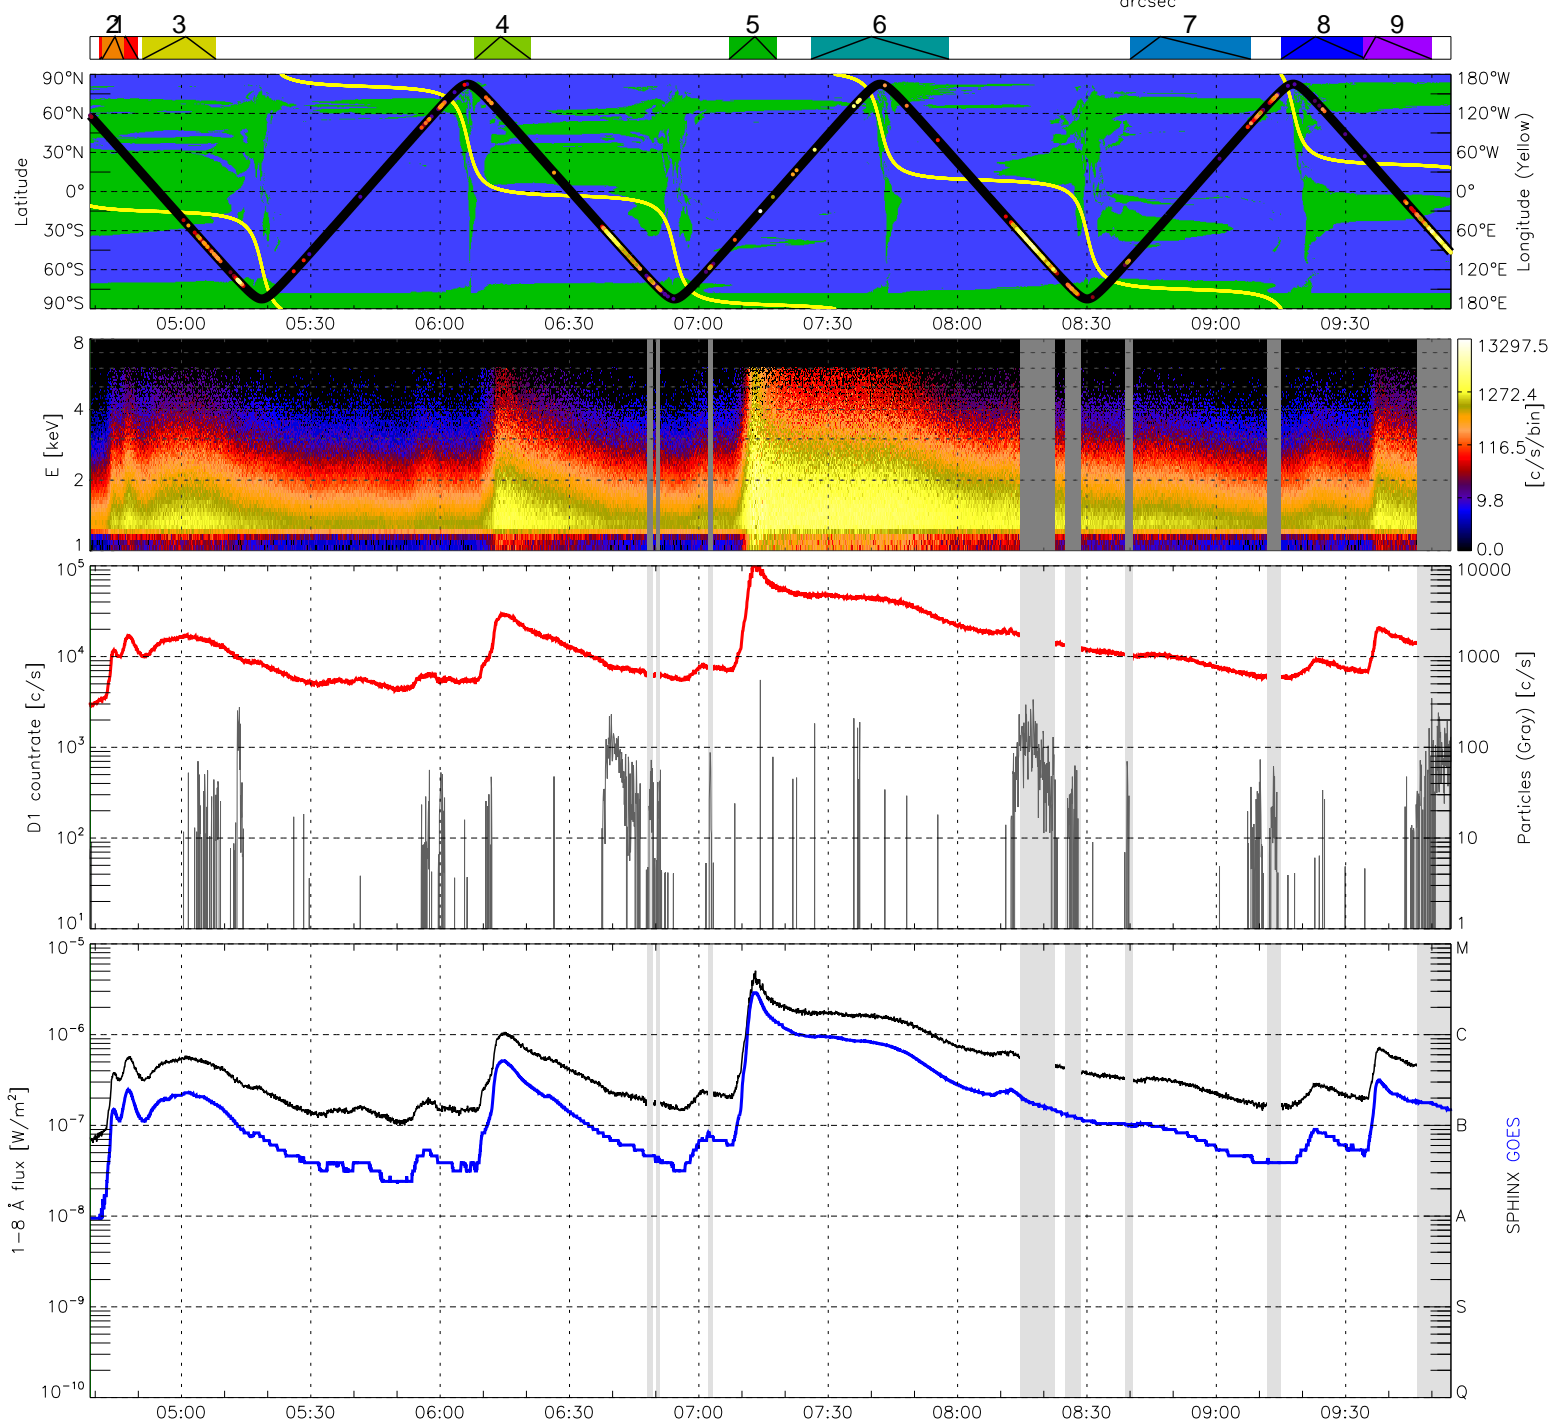 arcsec
2 1 3 4 5 6 7 8 9
90°N
60°N
30°N
0°
30°S
60°S
90°S
Latitude
180°W
120°W
60°W
0°
60°E
120°E
180°E
Longitude (Yellow)
05:00 05:30 06:00 06:30 07:00 07:30 08:00 08:30 09:00 09:30
8
4
2
1
E [keV]
13297.5
1272.4
116.5
9.8
0.0
[c/s/bin]
10^5
10^4
10^3
10^2
10^1
D1 countrate [c/s]
10000
1000
100
10
1
Particles (Gray) [c/s]
10^-5
10^-6
10^-7
10^-8
10^-9
10^-10
1-8 Å flux [W/m^2]
M
C
B
A
S
Q
SPHINX GOES
05:00 05:30 06:00 06:30 07:00 07:30 08:00 08:30 09:00 09:30